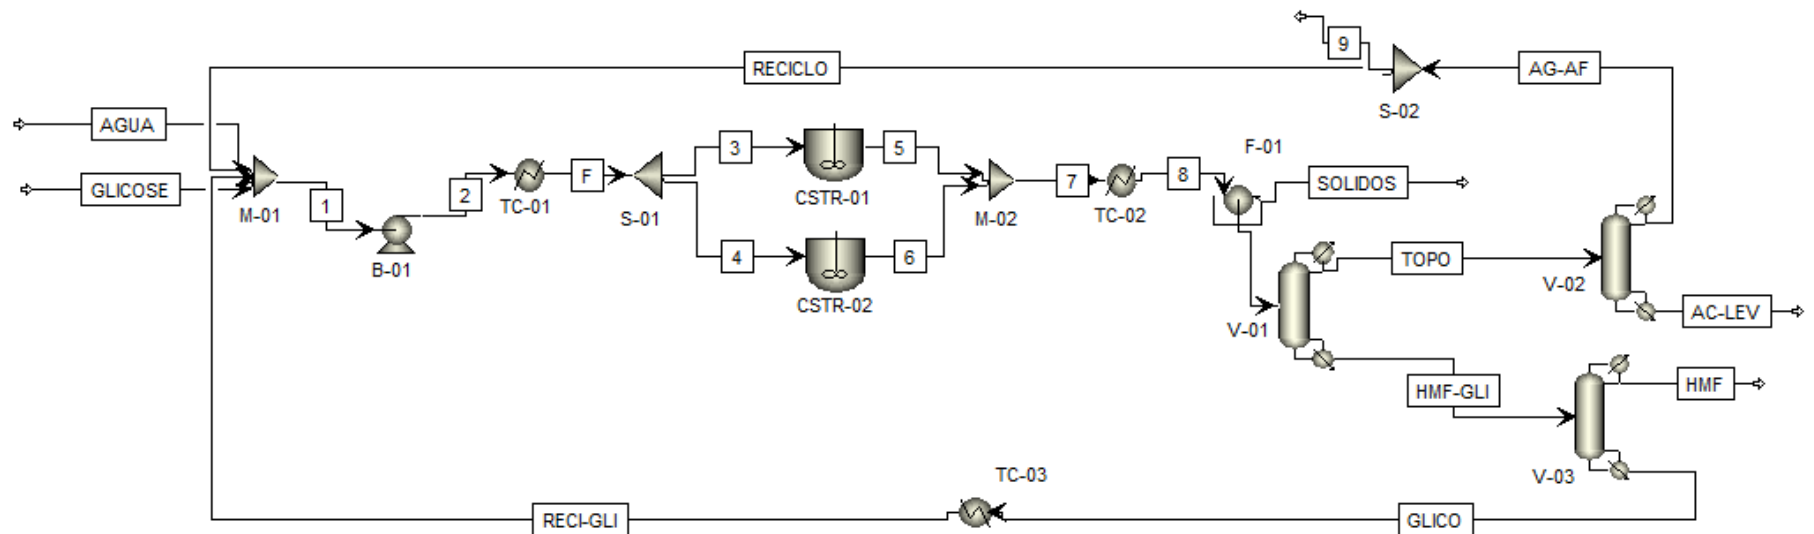 9
RECICLO
AG-AF
S-02
AGUA
3
5
F-01
GLICOSE
M-01
1
2
TC-01
F
S-01
CSTR-01
M-02
7
TC-02
8
SOLIDOS
B-01
4
CSTR-02
6
V-01
TOPO
V-02
AC-LEV
HMF-GLI
HMF
V-03
TC-03
RECI-GLI
GLICO